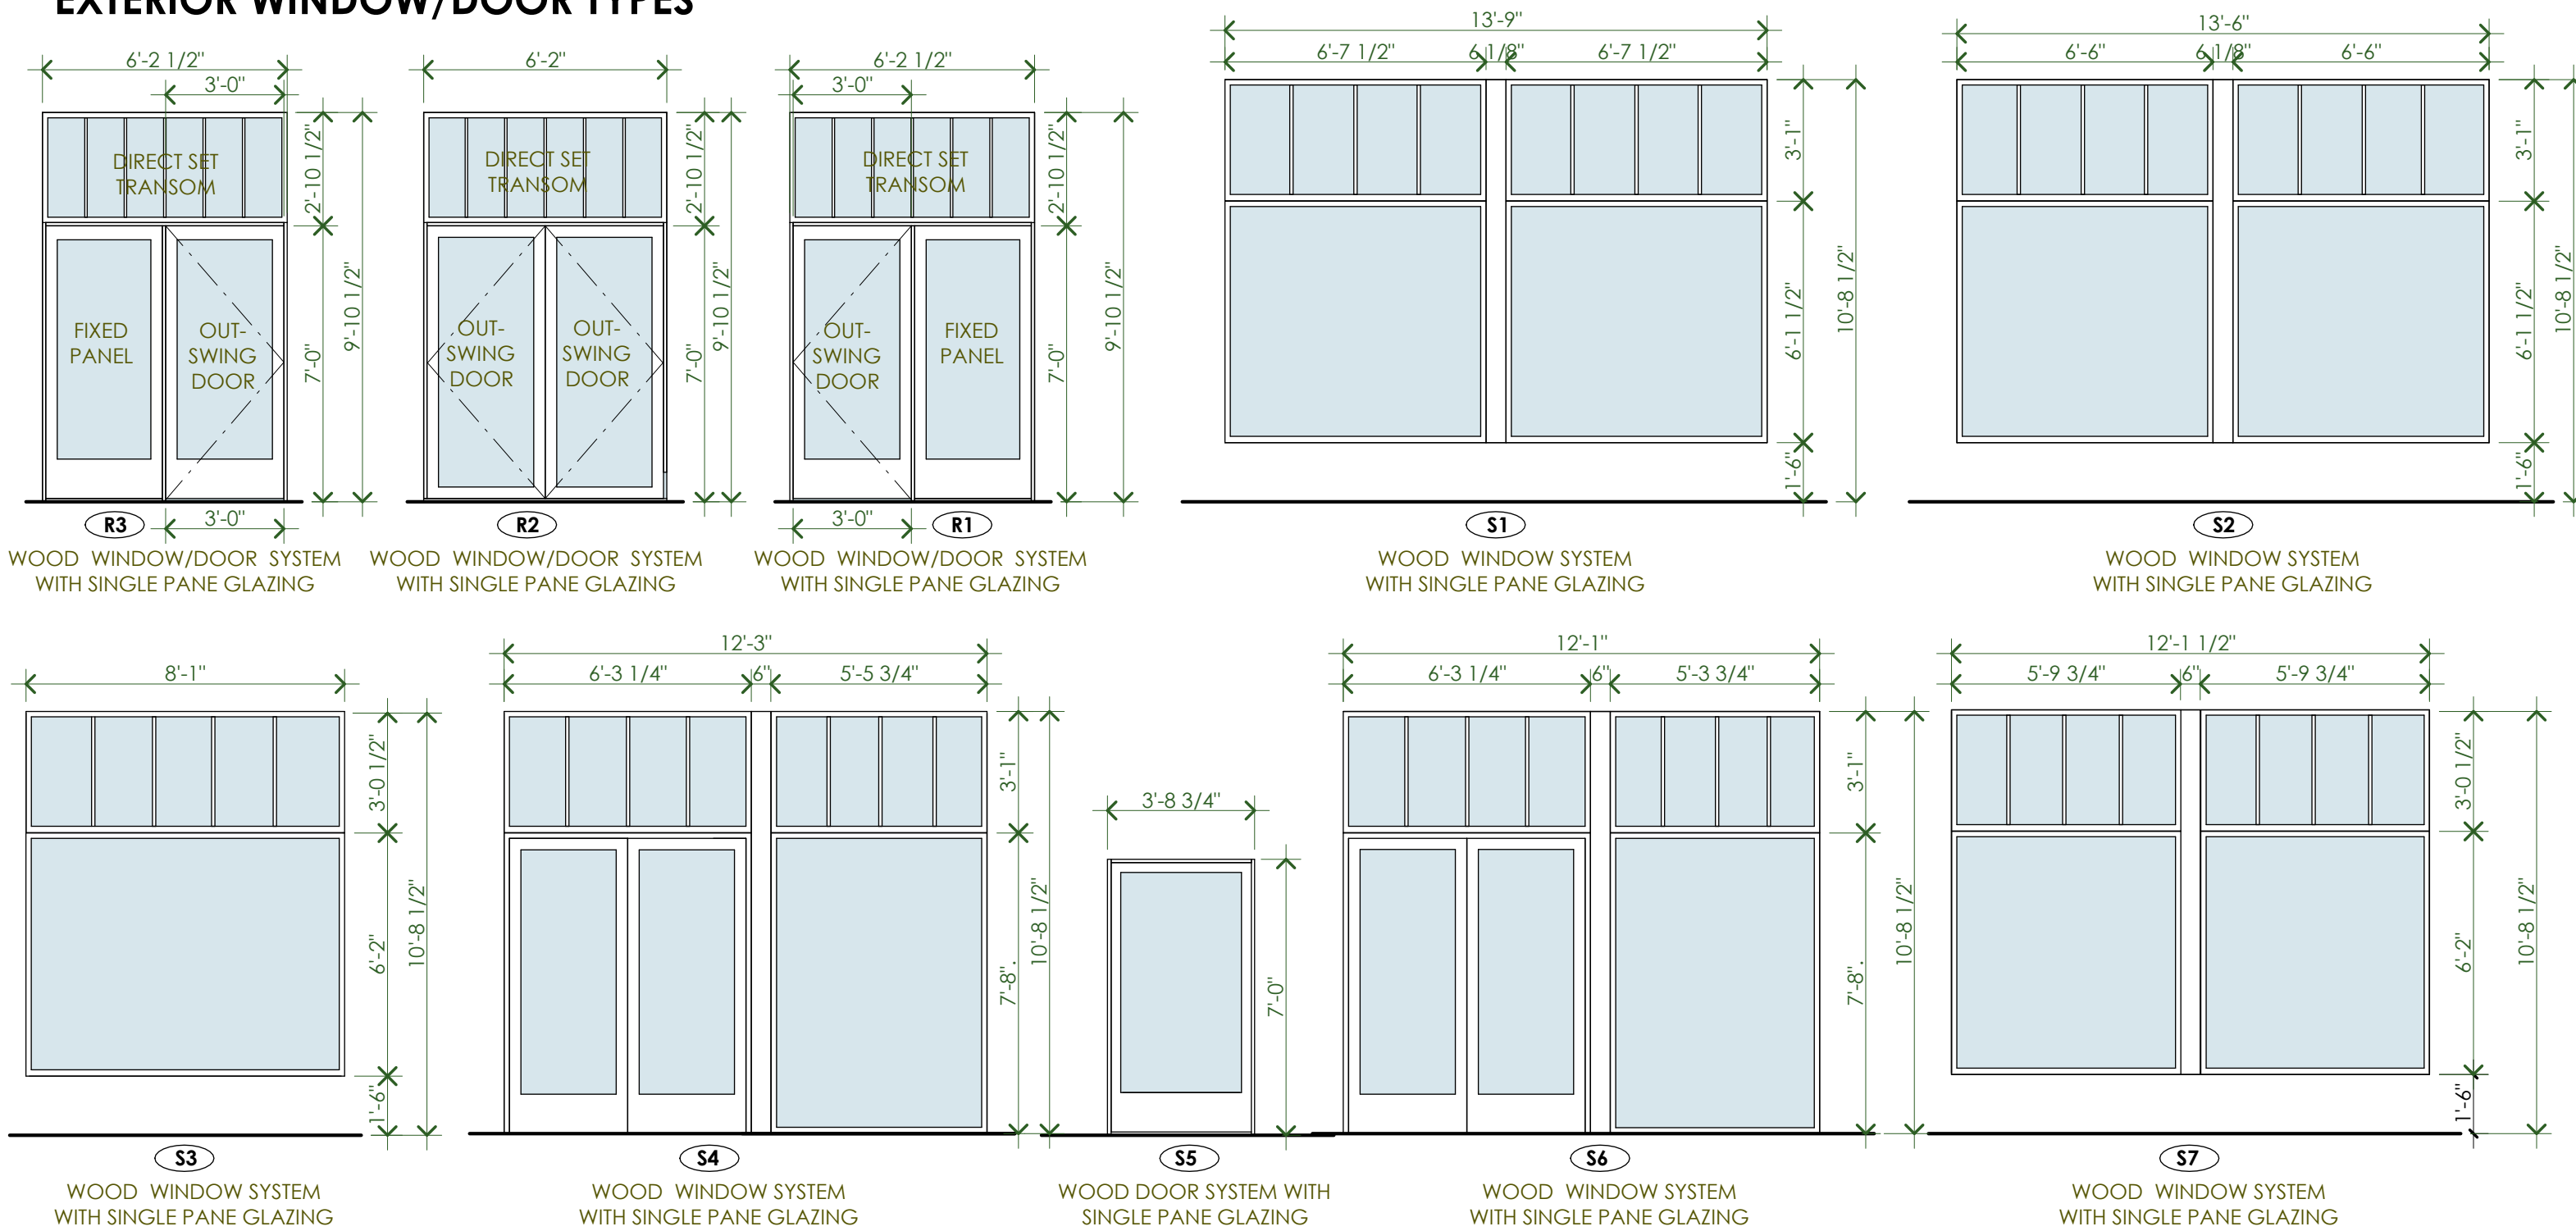 EXTERIOR WINDOW/DOOR TYPES
6'-2 1/2"
3'-0"
DIRECT SET
TRANSOM
FIXED
PANEL
OUT-
SWING
DOOR
2'-10 1/2"
7'-0"
9'-10 1/2"
R3
3'-0"
WOOD WINDOW/DOOR SYSTEM
WITH SINGLE PANE GLAZING
6'-2"
DIRECT SET
TRANSOM
OUT-
SWING
DOOR
OUT-
SWING
DOOR
2'-10 1/2"
7'-0"
9'-10 1/2"
R2
WOOD WINDOW/DOOR SYSTEM
WITH SINGLE PANE GLAZING
6'-2 1/2"
3'-0"
DIRECT SET
TRANSOM
OUT-
SWING
DOOR
FIXED
PANEL
2'-10 1/2"
7'-0"
9'-10 1/2"
3'-0"
R1
WOOD WINDOW/DOOR SYSTEM
WITH SINGLE PANE GLAZING
13'-9"
6'-7 1/2" 6 1/8" 6'-7 1/2"
3'-1"
6'-1 1/2"
1'-6"
10'-8 1/2"
S1
WOOD WINDOW SYSTEM
WITH SINGLE PANE GLAZING
13'-6"
6'-6" 6 1/8" 6'-6"
3'-1"
6'-1 1/2"
1'-6"
10'-8 1/2"
S2
WOOD WINDOW SYSTEM
WITH SINGLE PANE GLAZING
8'-1"
3'-0 1/2"
6'-2"
1'-6"
10'-8 1/2"
S3
WOOD WINDOW SYSTEM
WITH SINGLE PANE GLAZING
12'-3"
6'-3 1/4" 6" 5'-5 3/4"
3'-1"
7'-8".
10'-8 1/2"
S4
WOOD WINDOW SYSTEM
WITH SINGLE PANE GLAZING
3'-8 3/4"
7'-0"
S5
WOOD DOOR SYSTEM WITH
SINGLE PANE GLAZING
12'-1"
6'-3 1/4" 6" 5'-3 3/4"
3'-1"
7'-8".
10'-8 1/2"
S6
WOOD WINDOW SYSTEM
WITH SINGLE PANE GLAZING
12'-1 1/2"
5'-9 3/4" 6" 5'-9 3/4"
3'-0 1/2"
6'-2"
1'-6"
10'-8 1/2"
S7
WOOD WINDOW SYSTEM
WITH SINGLE PANE GLAZING